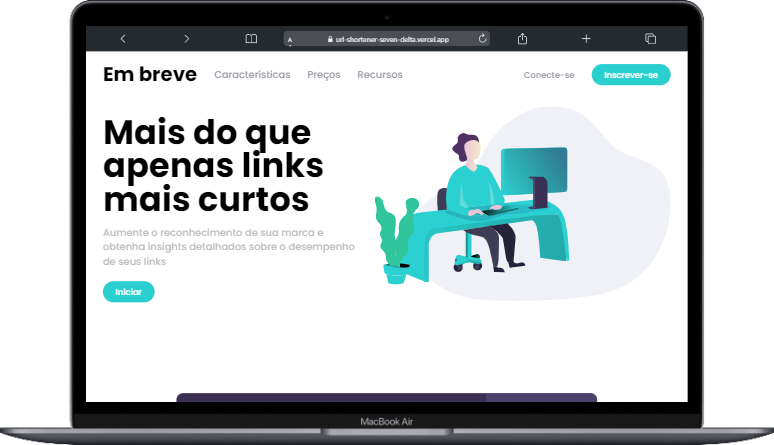 url-shortener-seven-delta.vercel.app
Em breve Características Preços Recursos Conecte-se Inscrever-se
Mais do que
apenas links
mais curtos
Aumente o reconhecimento de sua marca e
obtenha insights detalhados sobre o desempenho
de seus links
Iniciar
MacBook Air